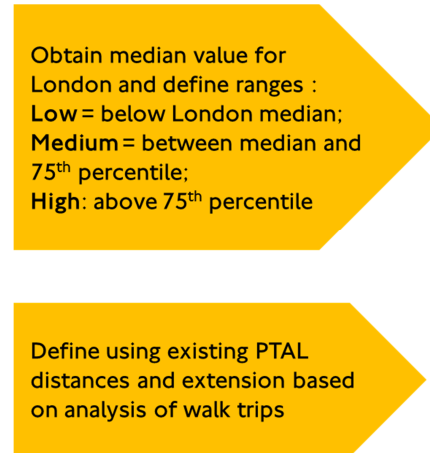 Obtain median value for
London and define ranges :
Low = below London median;
Medium = between median and
75th percentile;
High: above 75th percentile
Define using existing PTAL
distances and extension based
on analysis of walk trips